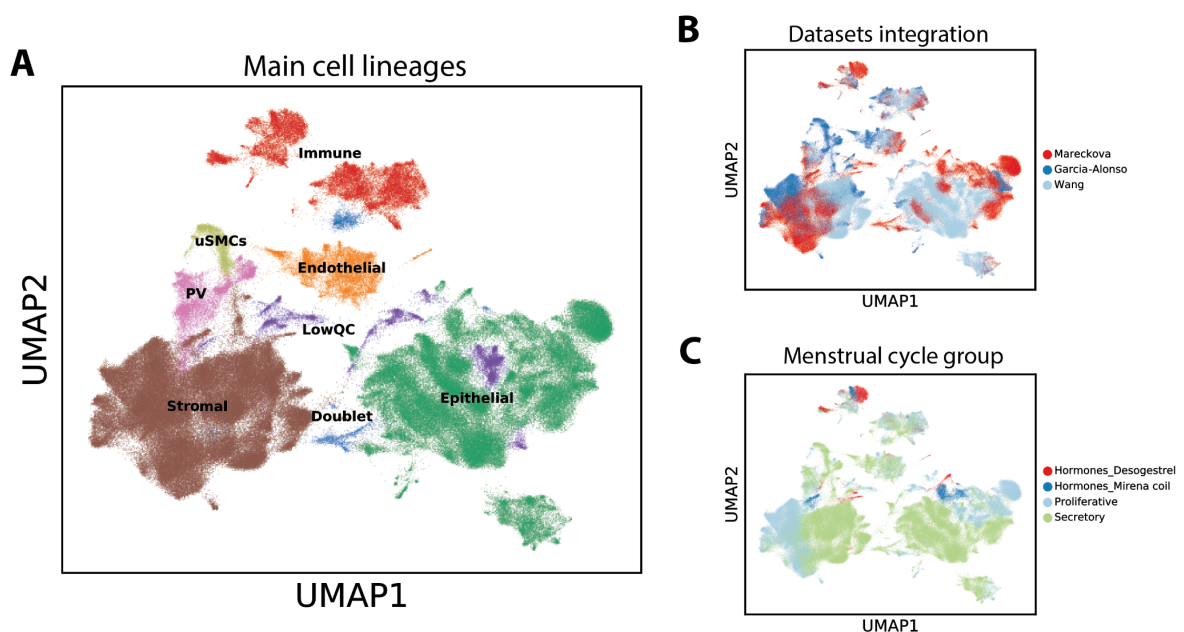 A
Main cell lineages
Immune
uSMCs
Endothelial
PV
LowQC
Stromal
Epithelial
Doublet
UMAP2
UMAP1
B
Datasets integration
UMAP2
UMAP1
Mareckova
Garcia-Alonso
Wang
C
Menstrual cycle group
UMAP2
UMAP1
Hormones_Desogestrel
Hormones_Mirena coil
Proliferative
Secretory